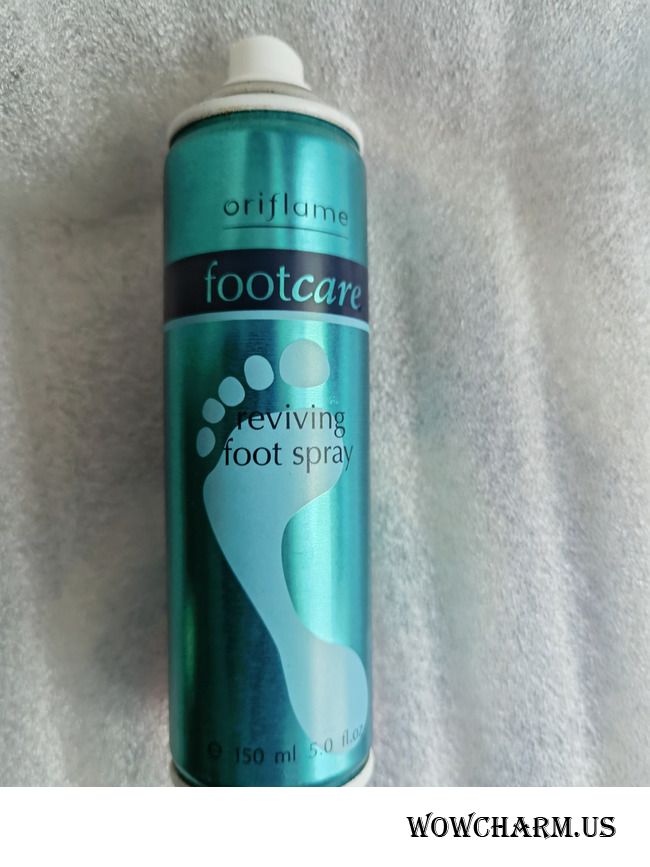 oriflame
footcare
reviving
foot spray
℮ 150 ml 5.0 fl.oz
WOWCHARM.US